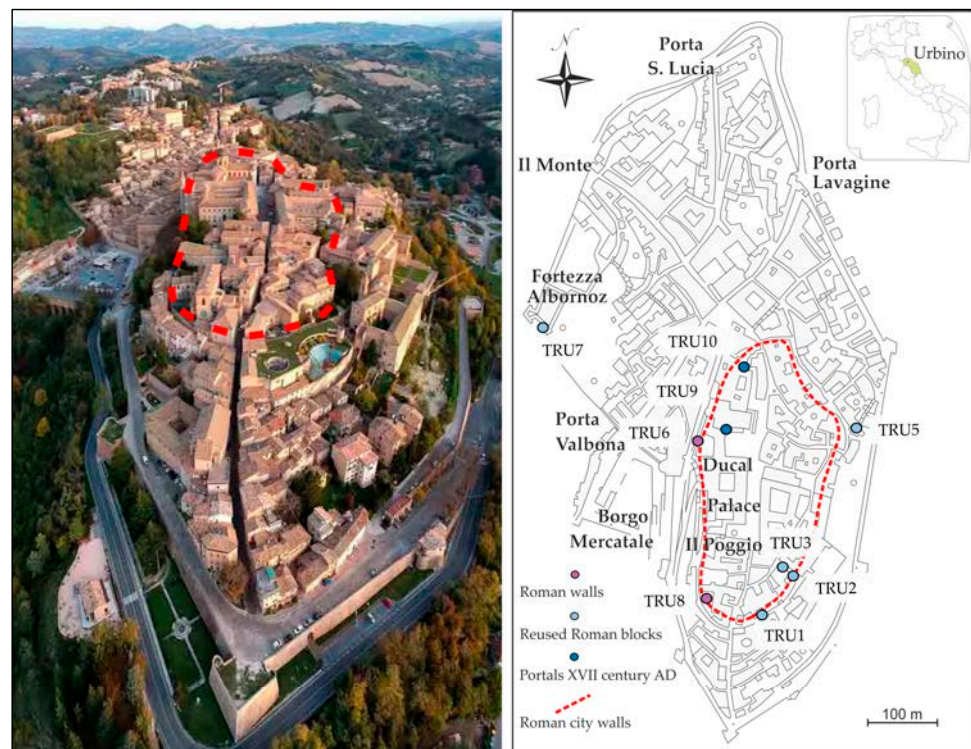 N
Urbino
Porta
S. Lucia
Il Monte
Porta
Lavagine
Fortezza
Albornoz
TRU7
TRU10
TRU9
TRU6
TRU5
Porta
Valbona
Ducal
Palace
Borgo
Mercatale
Il Poggio
TRU3
TRU2
TRU8
TRU1
Roman walls
Reused Roman blocks
Portals XVII century AD
Roman city walls
100 m